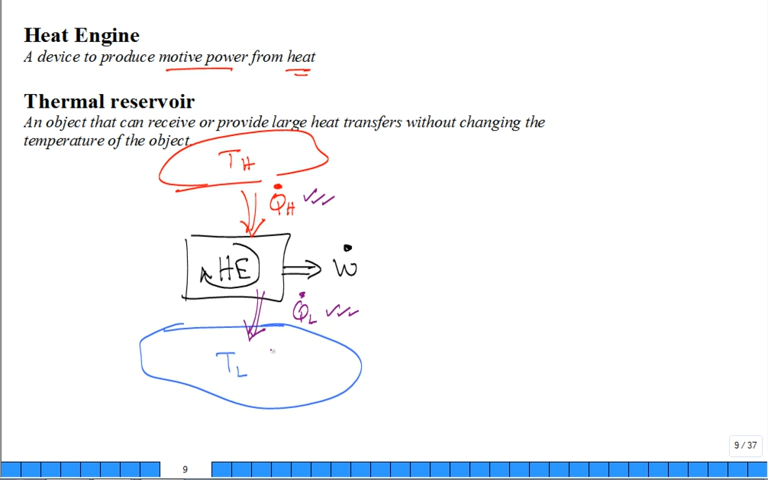 Heat Engine
A device to produce motive power from heat
Thermal reservoir
An object that can receive or provide large heat transfers without changing the
temperature of the object.
T_H
Q̇_H
HE
Ẇ
Q̇_L
T_L
9 / 37
9